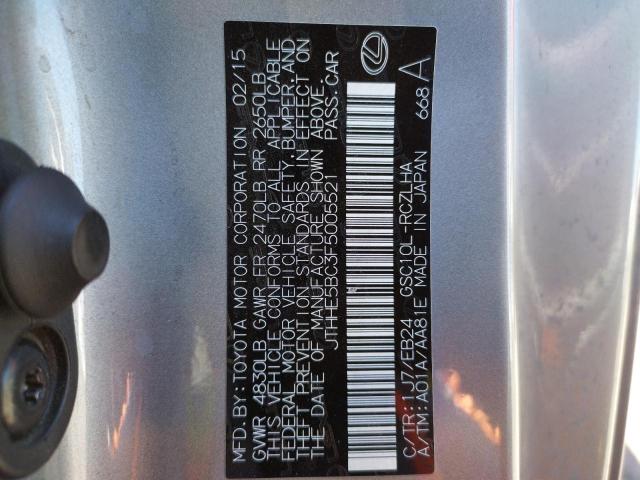 MFD. BY: TOYOTA MOTOR CORPORATION 02/15
GVWR 4830LB GAWR FR 2470LB RR 2650LB
THIS VEHICLE CONFORMS TO ALL APPLICABLE
FEDERAL MOTOR VEHICLE SAFETY, BUMPER, AND
THEFT PREVENTION STANDARDS IN EFFECT ON
THE DATE OF MANUFACTURE SHOWN ABOVE.
JTHHE5BC3F5005521 PASS. CAR
C/TR: 1J7/EB24 GSC10L-RCZLHA
A/TM: A01A/AA81E MADE IN JAPAN 668 A